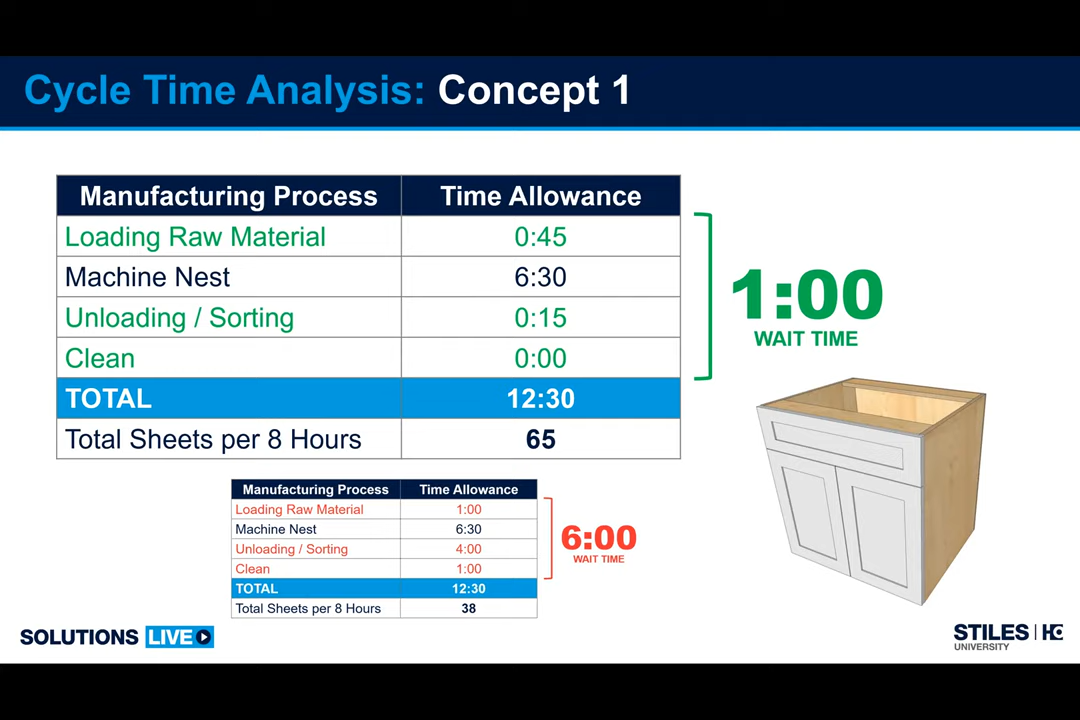 Cycle Time Analysis: Concept 1
Manufacturing Process Time Allowance
Loading Raw Material 0:45
Machine Nest 6:30
Unloading / Sorting 0:15
Clean 0:00
TOTAL 12:30
Total Sheets per 8 Hours 65
1:00
WAIT TIME
Manufacturing Process Time Allowance
Loading Raw Material 1:00
Machine Nest 6:30
Unloading / Sorting 4:00
Clean 1:00
TOTAL 12:30
Total Sheets per 8 Hours 38
6:00
WAIT TIME
SOLUTIONS LIVE
STILES | HC
UNIVERSITY